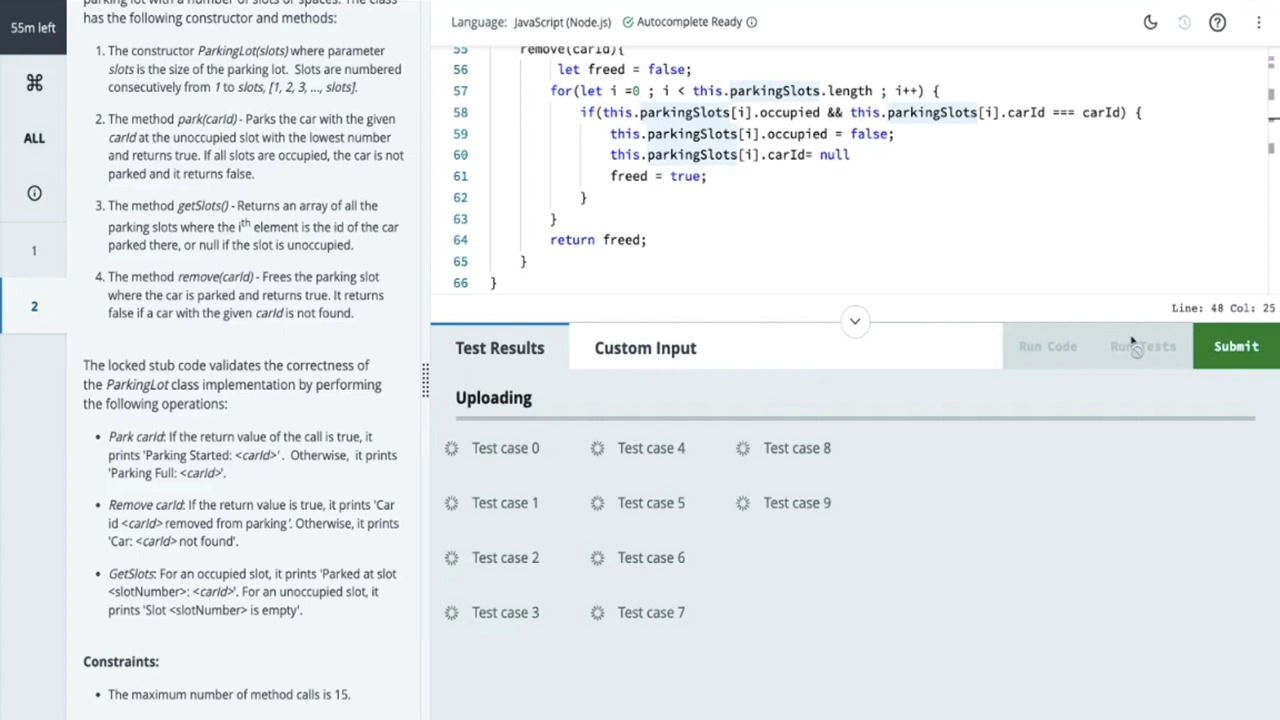 55m left
ALL
1
2
parking lot with a number of slots or spaces. The class
has the following constructor and methods:
1. The constructor ParkingLot(slots) where parameter
slots is the size of the parking lot. Slots are numbered
consecutively from 1 to slots, [1, 2, 3, ..., slots].
2. The method park(carId) - Parks the car with the given
carId at the unoccupied slot with the lowest number
and returns true. If all slots are occupied, the car is not
parked and it returns false.
3. The method getSlots() - Returns an array of all the
parking slots where the ith element is the id of the car
parked there, or null if the slot is unoccupied.
4. The method remove(carId) - Frees the parking slot
where the car is parked and returns true. It returns
false if a car with the given carId is not found.
The locked stub code validates the correctness of
the ParkingLot class implementation by performing
the following operations:
• Park carId: If the return value of the call is true, it
prints 'Parking Started: <carId>'. Otherwise, it prints
'Parking Full: <carId>'.
• Remove carId: If the return value is true, it prints 'Car
id <carId> removed from parking'. Otherwise, it prints
'Car: <carId> not found'.
• GetSlots: For an occupied slot, it prints 'Parked at slot
<slotNumber>: <carId>'. For an unoccupied slot, it
prints 'Slot <slotNumber> is empty'.
Constraints:
• The maximum number of method calls is 15.
Language: JavaScript (Node.js) Autocomplete Ready
55 remove(carId){
56 let freed = false;
57 for(let i =0 ; i < this.parkingSlots.length ; i++) {
58 if(this.parkingSlots[i].occupied && this.parkingSlots[i].carId === carId) {
59 this.parkingSlots[i].occupied = false;
60 this.parkingSlots[i].carId= null
61 freed = true;
62 }
63 }
64 return freed;
65 }
66 }
Line: 48 Col: 25
Test Results Custom Input Run Code Run Tests Submit
Uploading
Test case 0 Test case 4 Test case 8
Test case 1 Test case 5 Test case 9
Test case 2 Test case 6
Test case 3 Test case 7